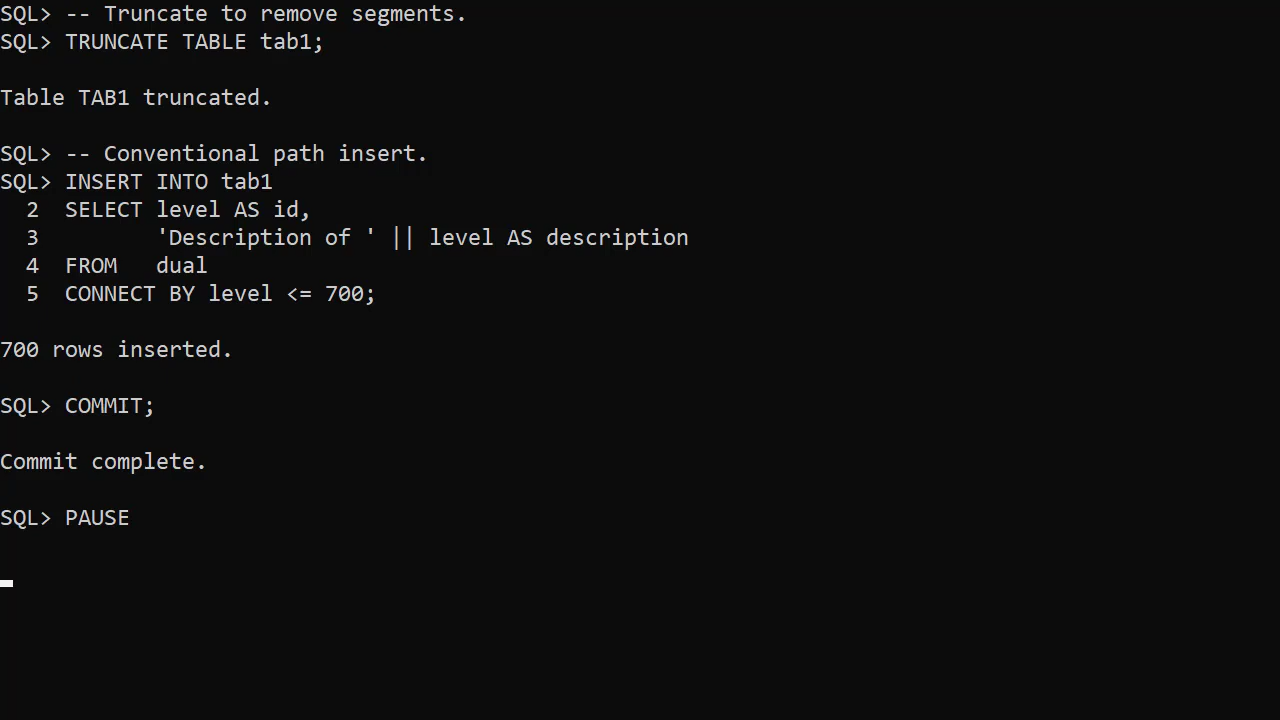 SQL> -- Truncate to remove segments.
SQL> TRUNCATE TABLE tab1;
Table TAB1 truncated.
SQL> -- Conventional path insert.
SQL> INSERT INTO tab1
  2  SELECT level AS id,
  3         'Description of ' || level AS description
  4  FROM   dual
  5  CONNECT BY level <= 700;
700 rows inserted.
SQL> COMMIT;
Commit complete.
SQL> PAUSE